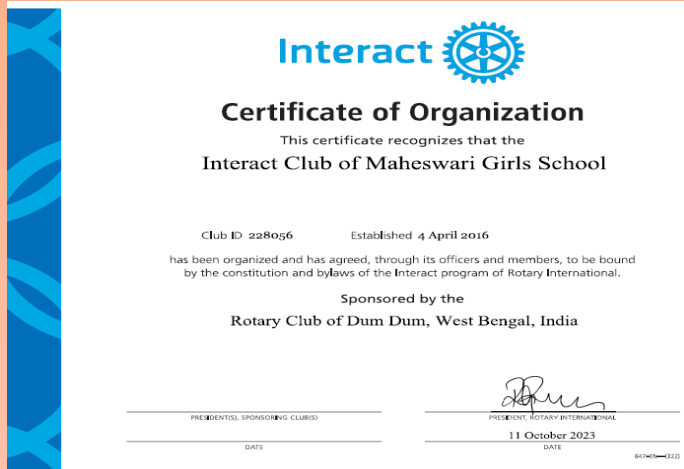 Interact
Certificate of Organization
This certificate recognizes that the
Interact Club of Maheswari Girls School
Club ID 228056 Established 4 April 2016
has been organized and has agreed, through its officers and members, to be bound
by the constitution and bylaws of the Interact program of Rotary International.
Sponsored by the
Rotary Club of Dum Dum, West Bengal, India
PRESIDENT(S), SPONSORING CLUB(S)
PRESIDENT, ROTARY INTERNATIONAL
11 October 2023
DATE
DATE
647-EN—(322)